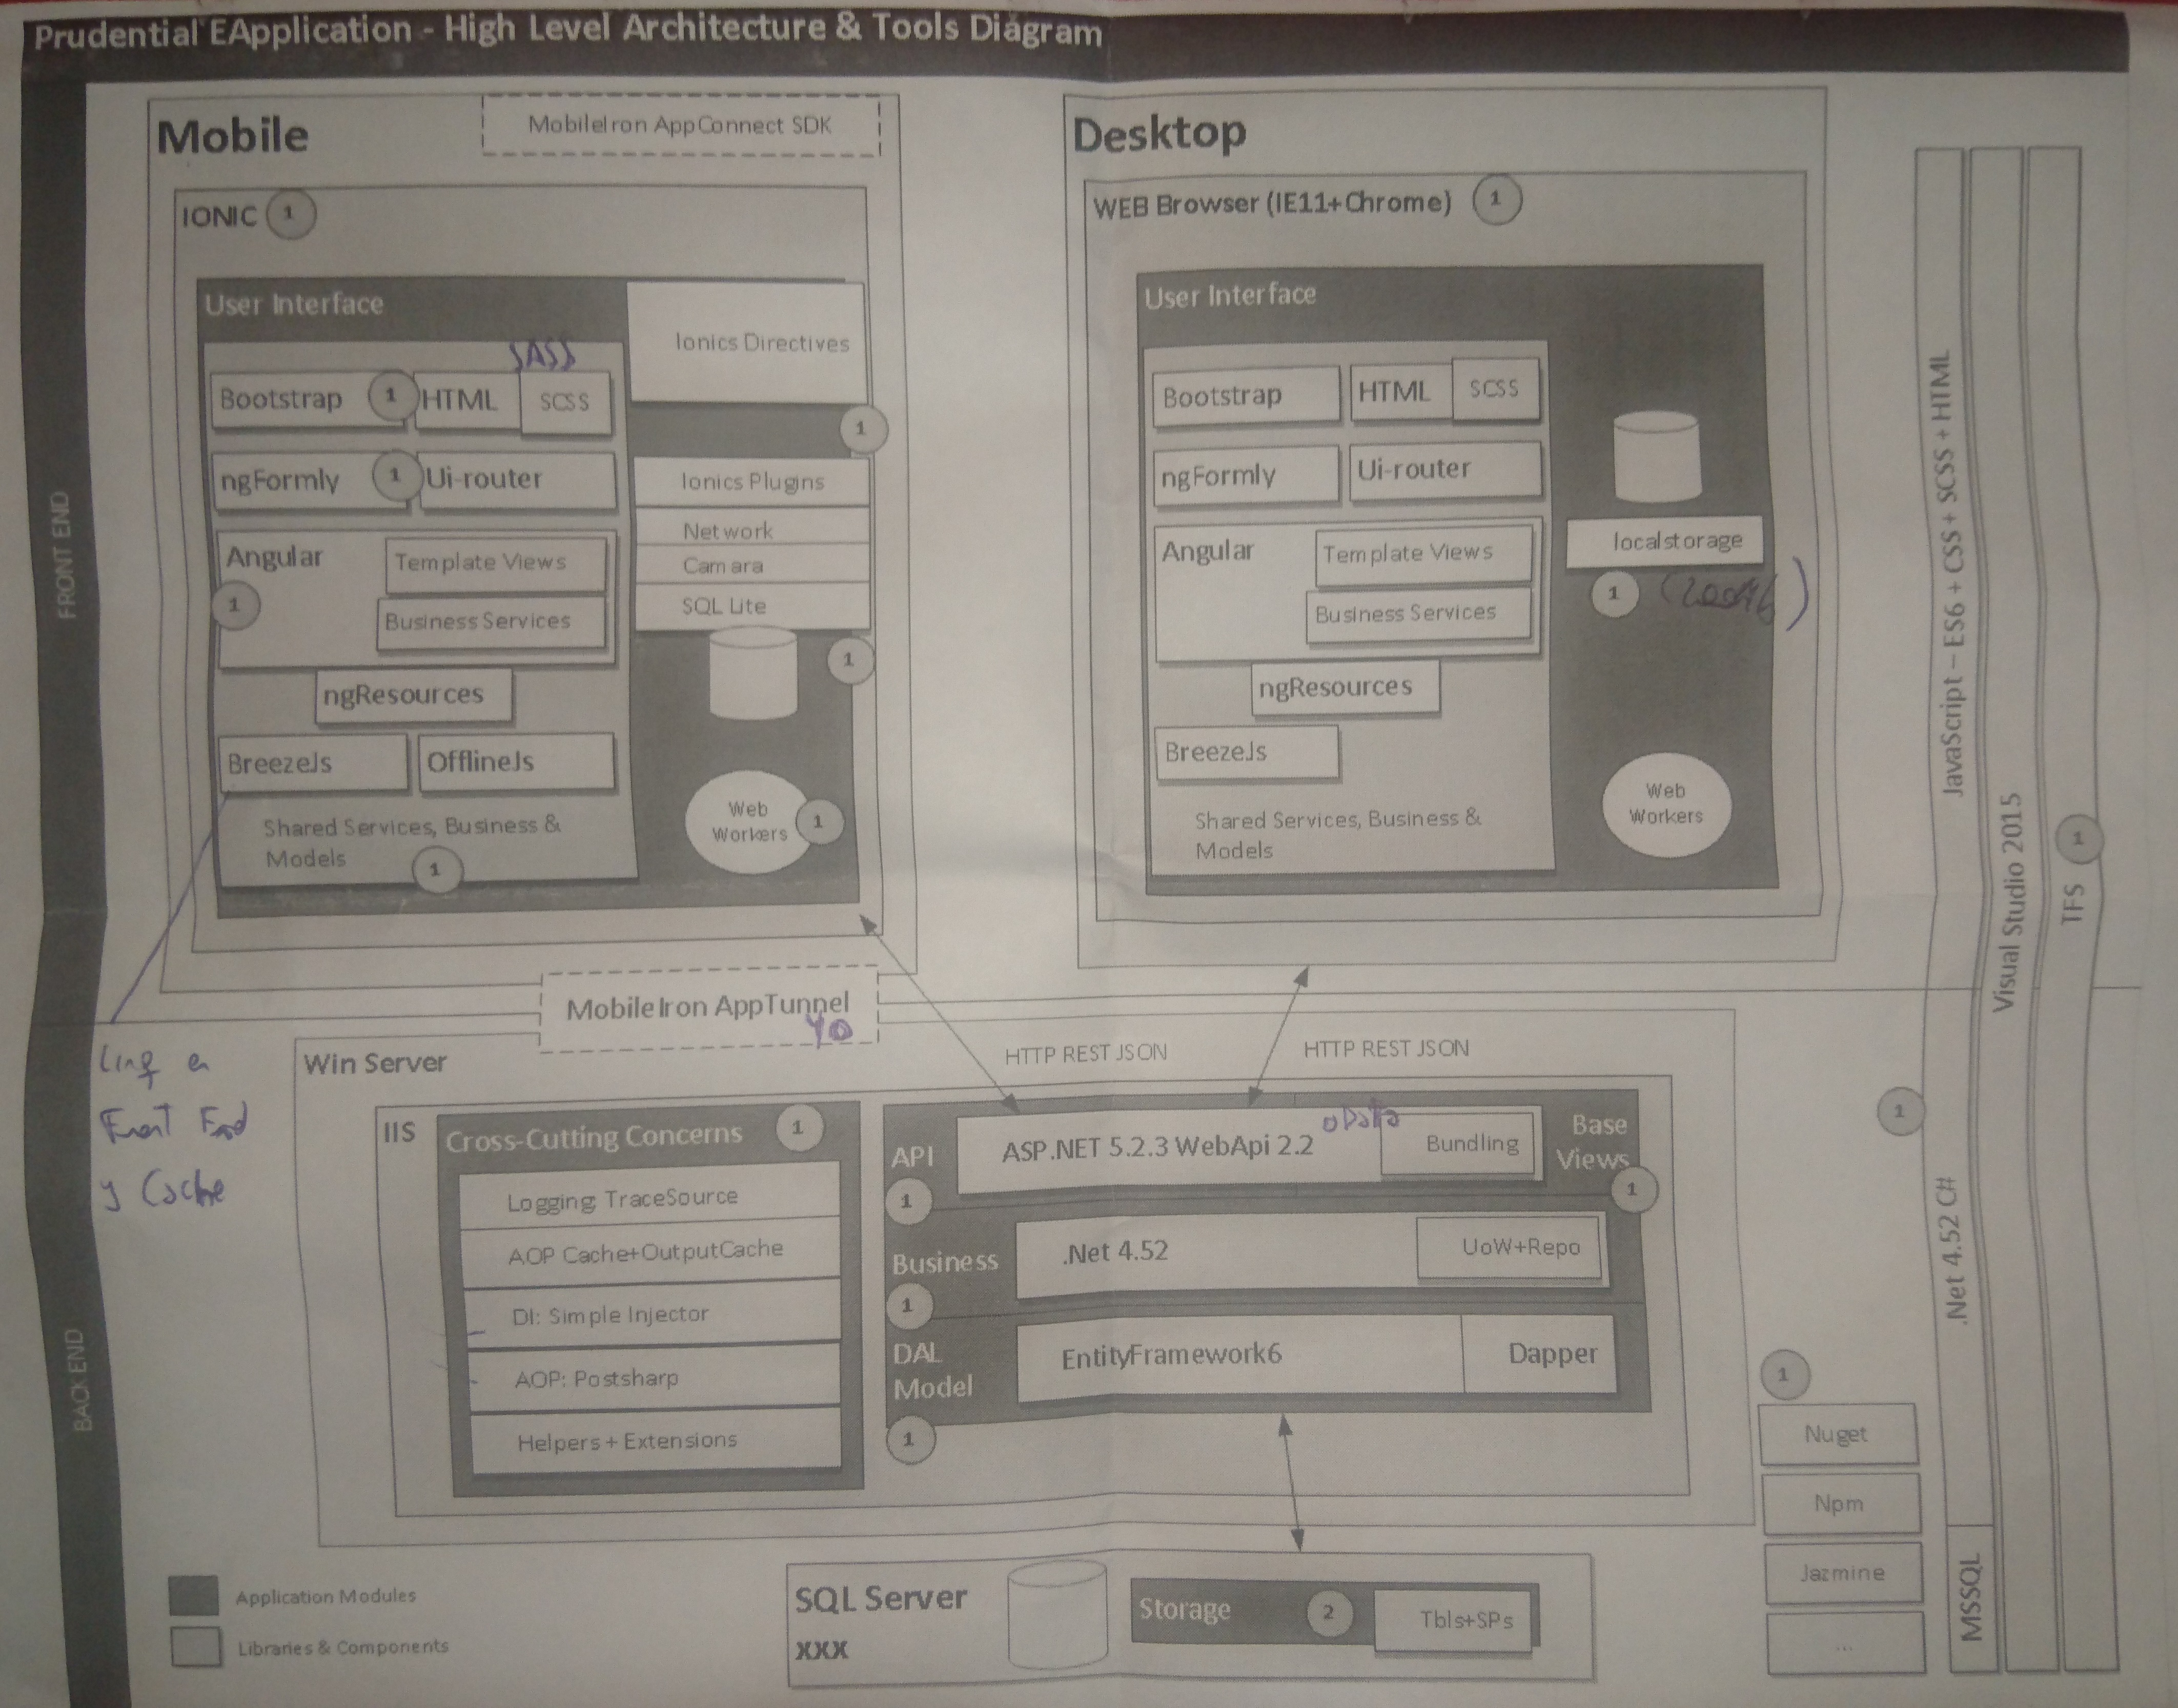 Prudential EApplication - High Level Architecture & Tools Diagram
FRONT END
Mobile
MobileIron AppConnect SDK
IONIC 1
User Interface
SASS
Bootstrap 1 HTML SCSS
ngFormly 1 Ui-router
Angular
1
Template Views
Business Services
ngResources
BreezeJs OfflineJs
Shared Services, Business &
Models 1
Ionics Directives
1
Ionics Plugins
Network
Camara
SQL Lite
1
Web
Workers 1
Desktop
WEB Browser (IE11+Chrome) 1
User Interface
Bootstrap HTML SCSS
ngFormly Ui-router
Angular
Template Views
Business Services
ngResources
BreezeJs
Shared Services, Business &
Models
localstorage
1
Web
Workers
JavaScript – ES6 + CSS + SCSS + HTML
Visual Studio 2015
TFS 1
MobileIron AppTunnel
YO
HTTP REST JSON
HTTP REST JSON
BACK END
Linq en
Front End
y Cache
Win Server
IIS
Cross-Cutting Concerns 1
Logging: TraceSource
AOP Cache+OutputCache
DI: Simple Injector
AOP: Postsharp
Helpers + Extensions
API
1
ASP.NET 5.2.3 WebApi 2.2
oData
Bundling
Base
Views
1
Business
1
.Net 4.52
UoW+Repo
DAL
Model
1
EntityFramework6
Dapper
1
.Net 4.52 C#
MSSQL
1
Nuget
Npm
Jazmine
...
SQL Server
xxx
Storage 2 Tbls+SPs
Application Modules
Libraries & Components